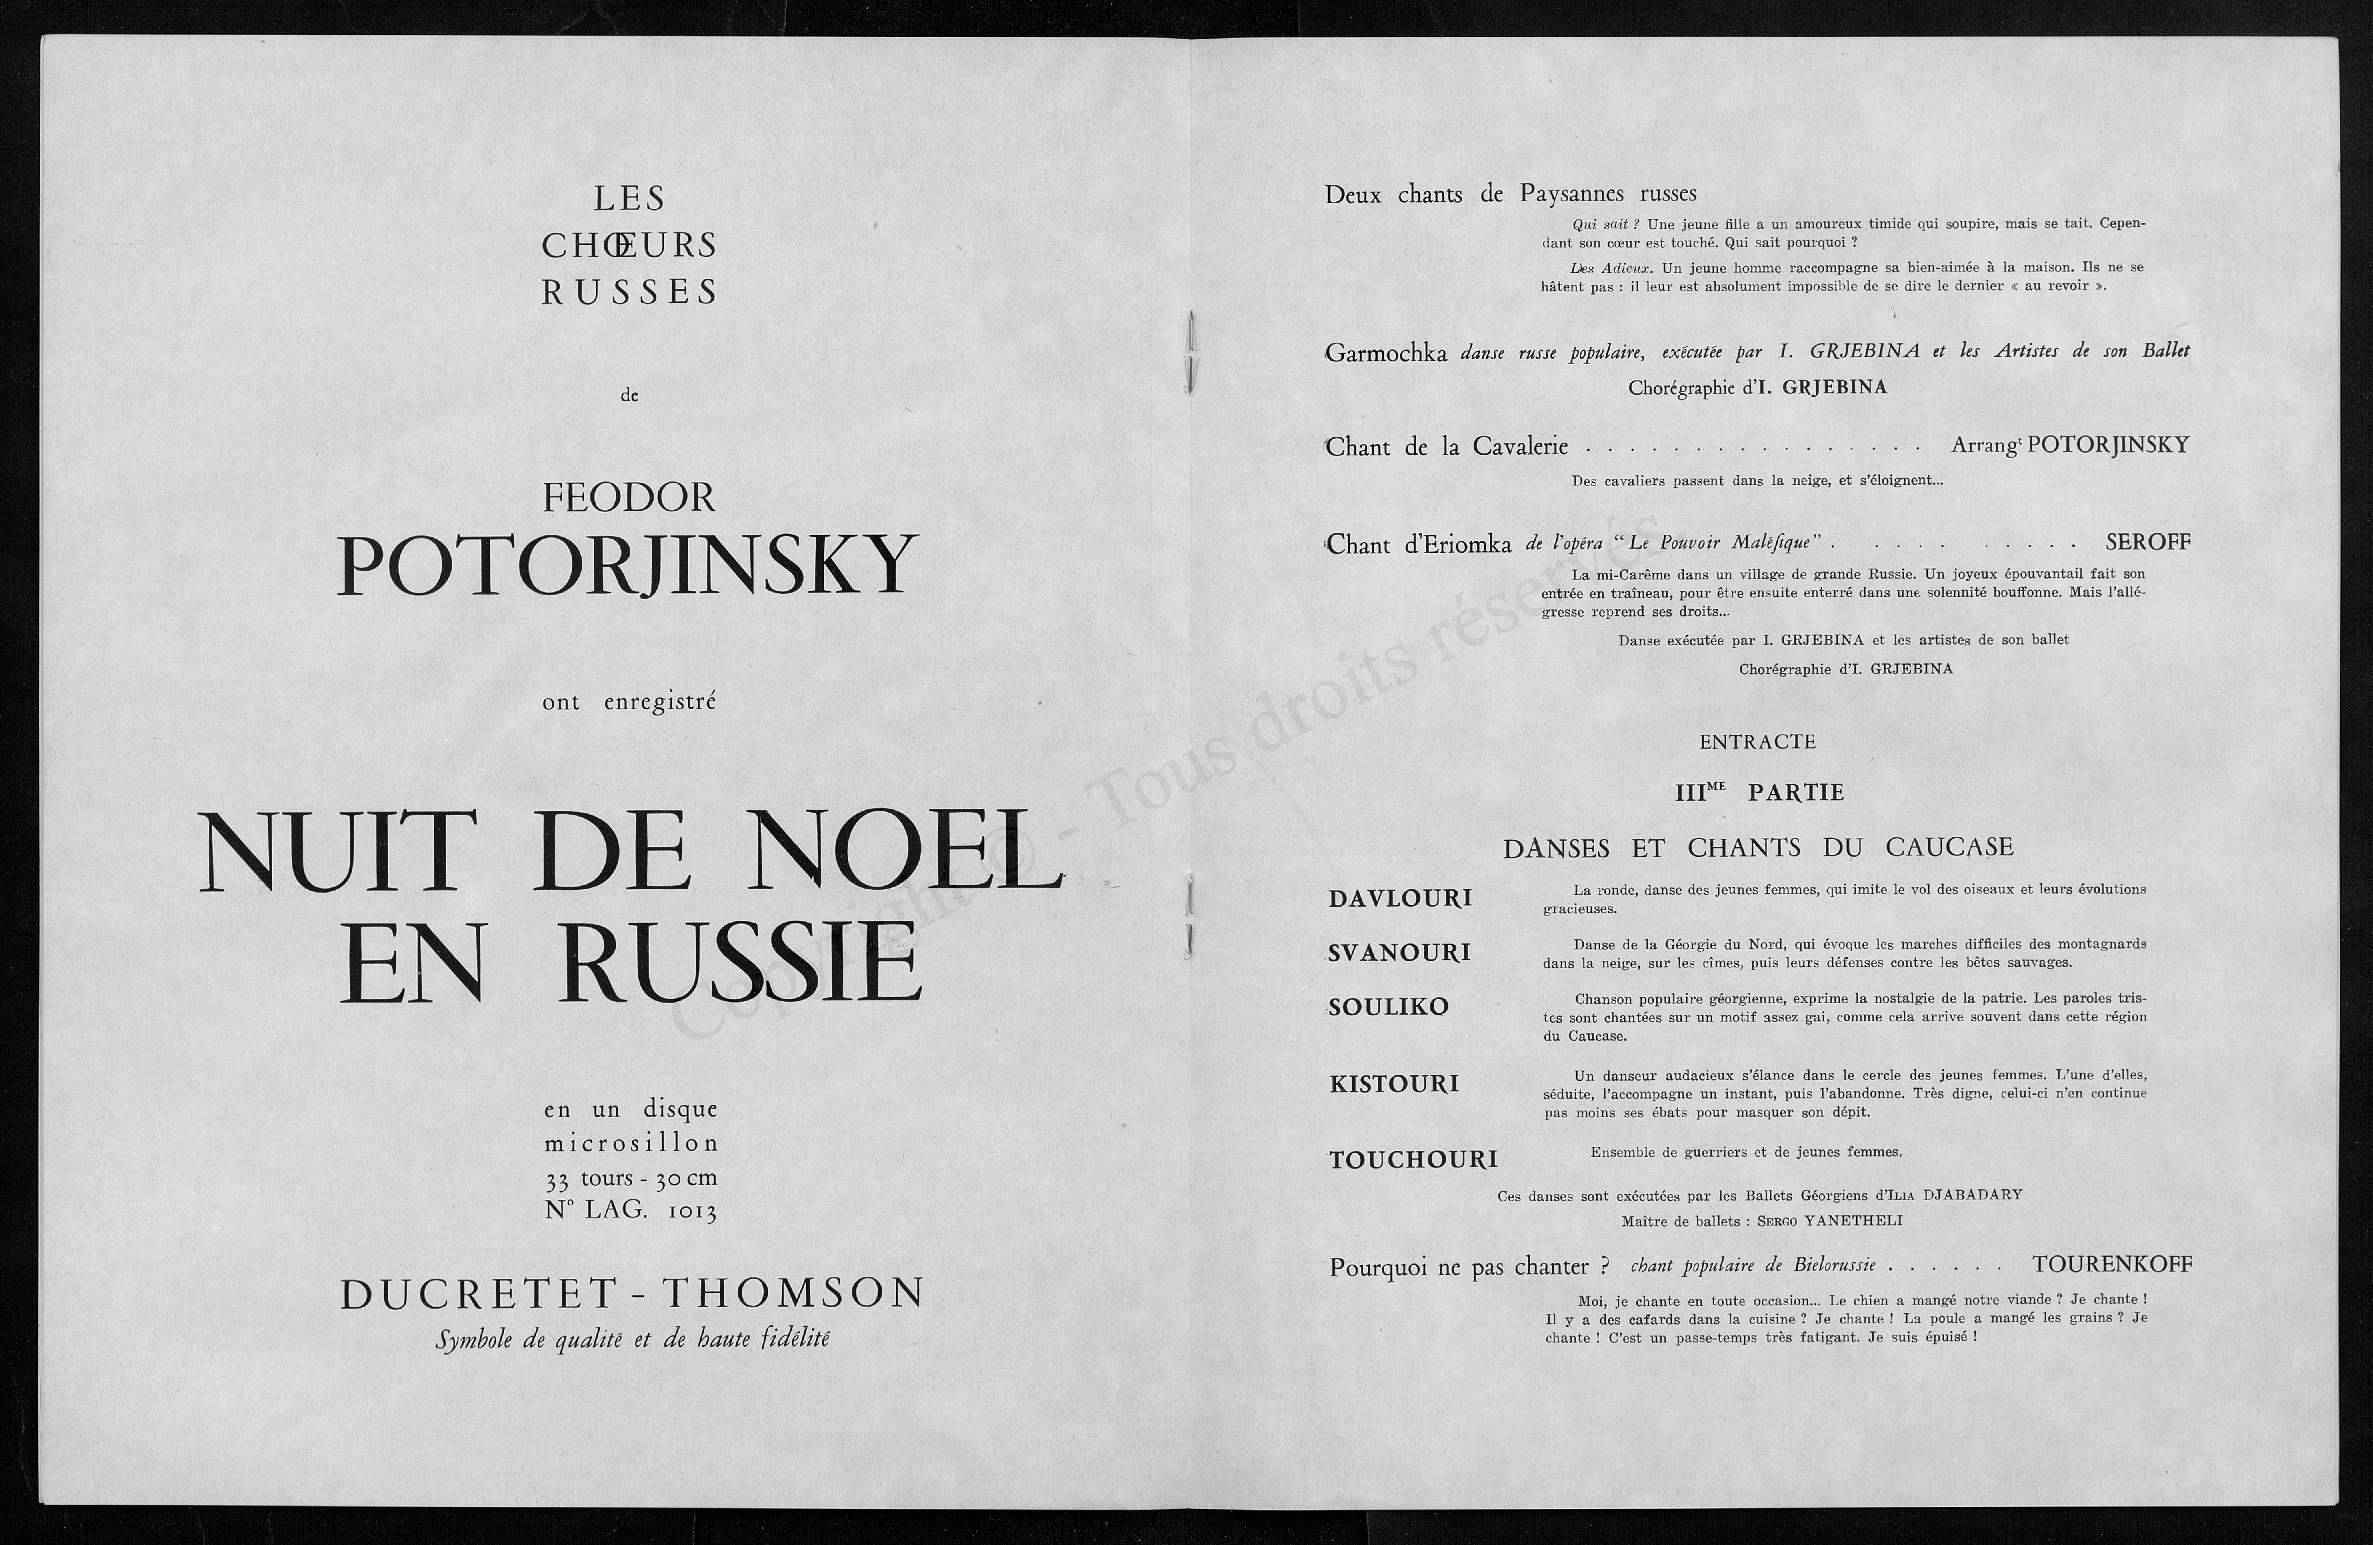 LES
CHŒURS
RUSSES
de
FEODOR
POTORJINSKY
ont enregistré
NUIT DE NOEL
EN RUSSIE
en un disque
microsillon
33 tours - 30 cm
N° LAG. 1013
DUCRETET - THOMSON
Symbole de qualité et de haute fidélité
Deux chants de Paysannes russes
Qui sait ? Une jeune fille a un amoureux timide qui soupire, mais se tait. Cepen-
dant son cœur est touché. Qui sait pourquoi ?
Les Adieux. Un jeune homme raccompagne sa bien-aimée à la maison. Ils ne se
hâtent pas : il leur est absolument impossible de se dire le dernier « au revoir ».
Garmochka danse russe populaire, exécutée par I. GRJEBINA et les Artistes de son Ballet
Chorégraphie d'I. GRJEBINA
Chant de la Cavalerie . . . . . . . . . . . . . . . . Arrangt POTORJINSKY
Des cavaliers passent dans la neige, et s'éloignent...
Chant d'Eriomka de l'opéra “ Le Pouvoir Maléfique ” . . . . . . . . . . SEROFF
La mi-Carême dans un village de grande Russie. Un joyeux épouvantail fait son
entrée en traîneau, pour être ensuite enterré dans une solennité bouffonne. Mais l'allé-
gresse reprend ses droits...
Danse exécutée par I. GRJEBINA et les artistes de son ballet
Chorégraphie d'I. GRJEBINA
ENTRACTE
IIIME PARTIE
DANSES ET CHANTS DU CAUCASE
DAVLOURI La ronde, danse des jeunes femmes, qui imite le vol des oiseaux et leurs évolutions
gracieuses.
SVANOURI Danse de la Géorgie du Nord, qui évoque les marches difficiles des montagnards
dans la neige, sur les cîmes, puis leurs défenses contre les bêtes sauvages.
SOULIKO Chanson populaire géorgienne, exprime la nostalgie de la patrie. Les paroles tris-
tes sont chantées sur un motif assez gai, comme cela arrive souvent dans cette région
du Caucase.
KISTOURI Un danseur audacieux s'élance dans le cercle des jeunes femmes. L'une d'elles,
séduite, l'accompagne un instant, puis l'abandonne. Très digne, celui-ci n'en continue
pas moins ses ébats pour masquer son dépit.
TOUCHOURI Ensemble de guerriers et de jeunes femmes.
Ces danses sont exécutées par les Ballets Géorgiens d'ILIA DJABADARY
Maître de ballets : SERGO YANETHELI
Pourquoi ne pas chanter ? chant populaire de Bielorussie . . . . . . TOURENKOFF
Moi, je chante en toute occasion... Le chien a mangé notre viande ? Je chante !
Il y a des cafards dans la cuisine ? Je chante ! La poule a mangé les grains ? Je
chante ! C'est un passe-temps très fatigant. Je suis épuisé !
Copyright © - Tous droits réservés